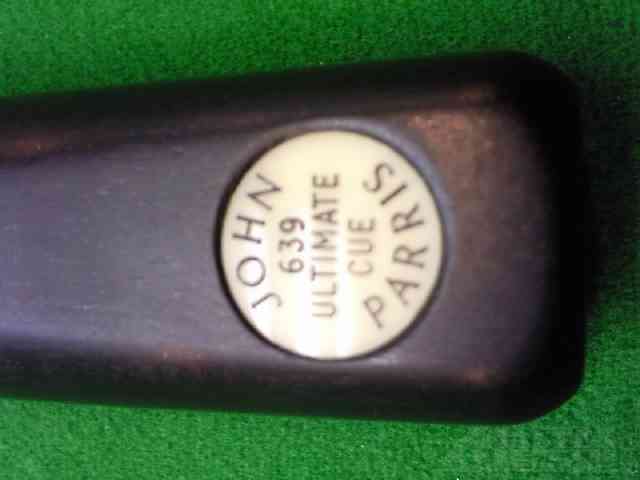 JOHN
639
ULTIMATE
CUE
PARRIS